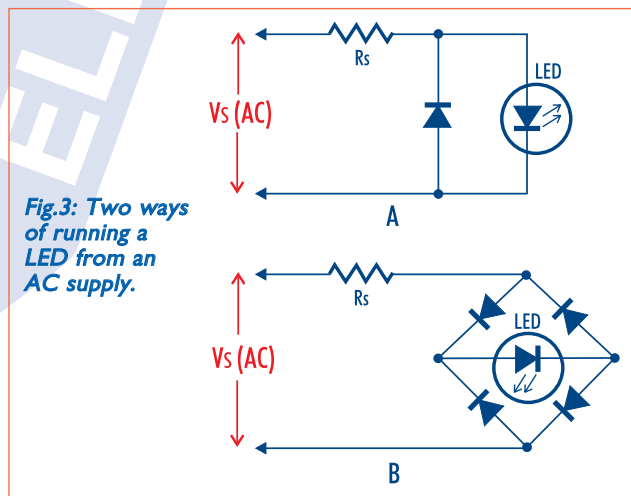 EL
Rs
LED
Vs (AC)
A
Fig.3: Two ways
of running a
LED from an
AC supply.
Rs
LED
Vs (AC)
B